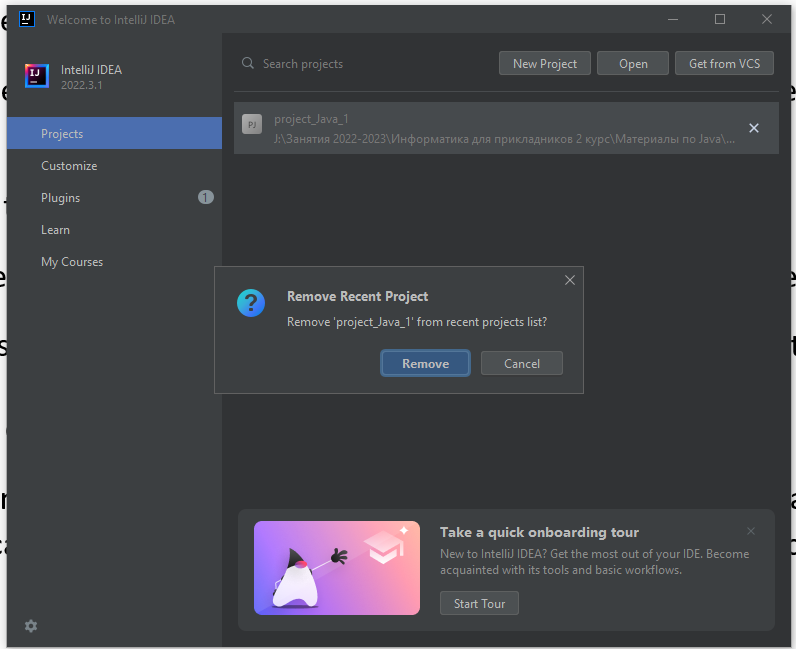 Welcome to IntelliJ IDEA
IntelliJ IDEA
2022.3.1
Projects
Customize
Plugins
1
Learn
My Courses
Search projects
New Project
Open
Get from VCS
PJ
project_Java_1
J:\Занятия 2022-2023\Информатика для прикладников 2 курс\Материалы по Java\...
Remove Recent Project
Remove 'project_Java_1' from recent projects list?
Remove
Cancel
Take a quick onboarding tour
New to IntelliJ IDEA? Get the most out of your IDE. Become
acquainted with its tools and basic workflows.
Start Tour